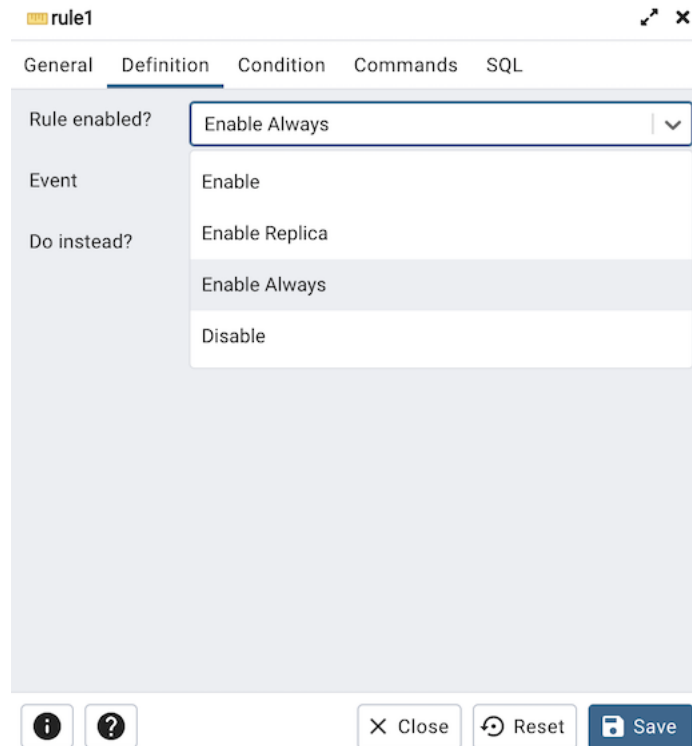 rule1
General Definition Condition Commands SQL
Rule enabled? Enable Always
Event Enable
Enable Replica
Do instead?
Enable Always
Disable
Close Reset Save